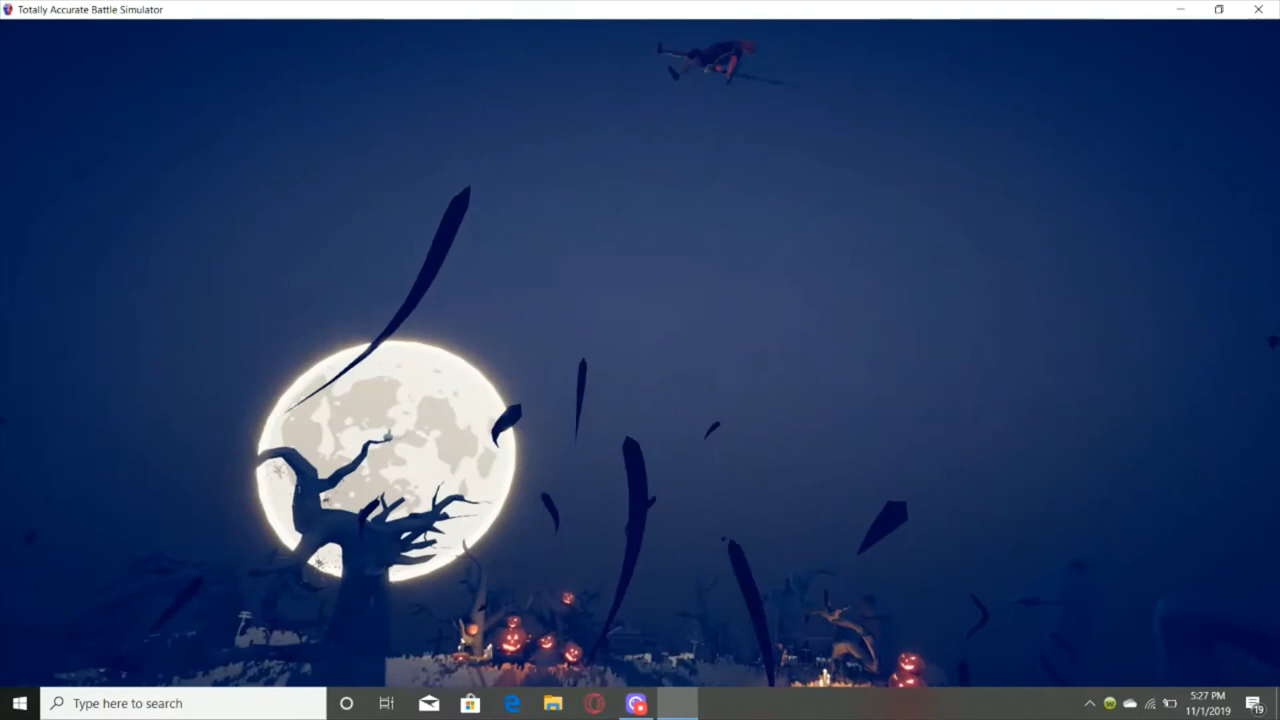 Totally Accurate Battle Simulator
Type here to search
5:27 PM
11/1/2019
19